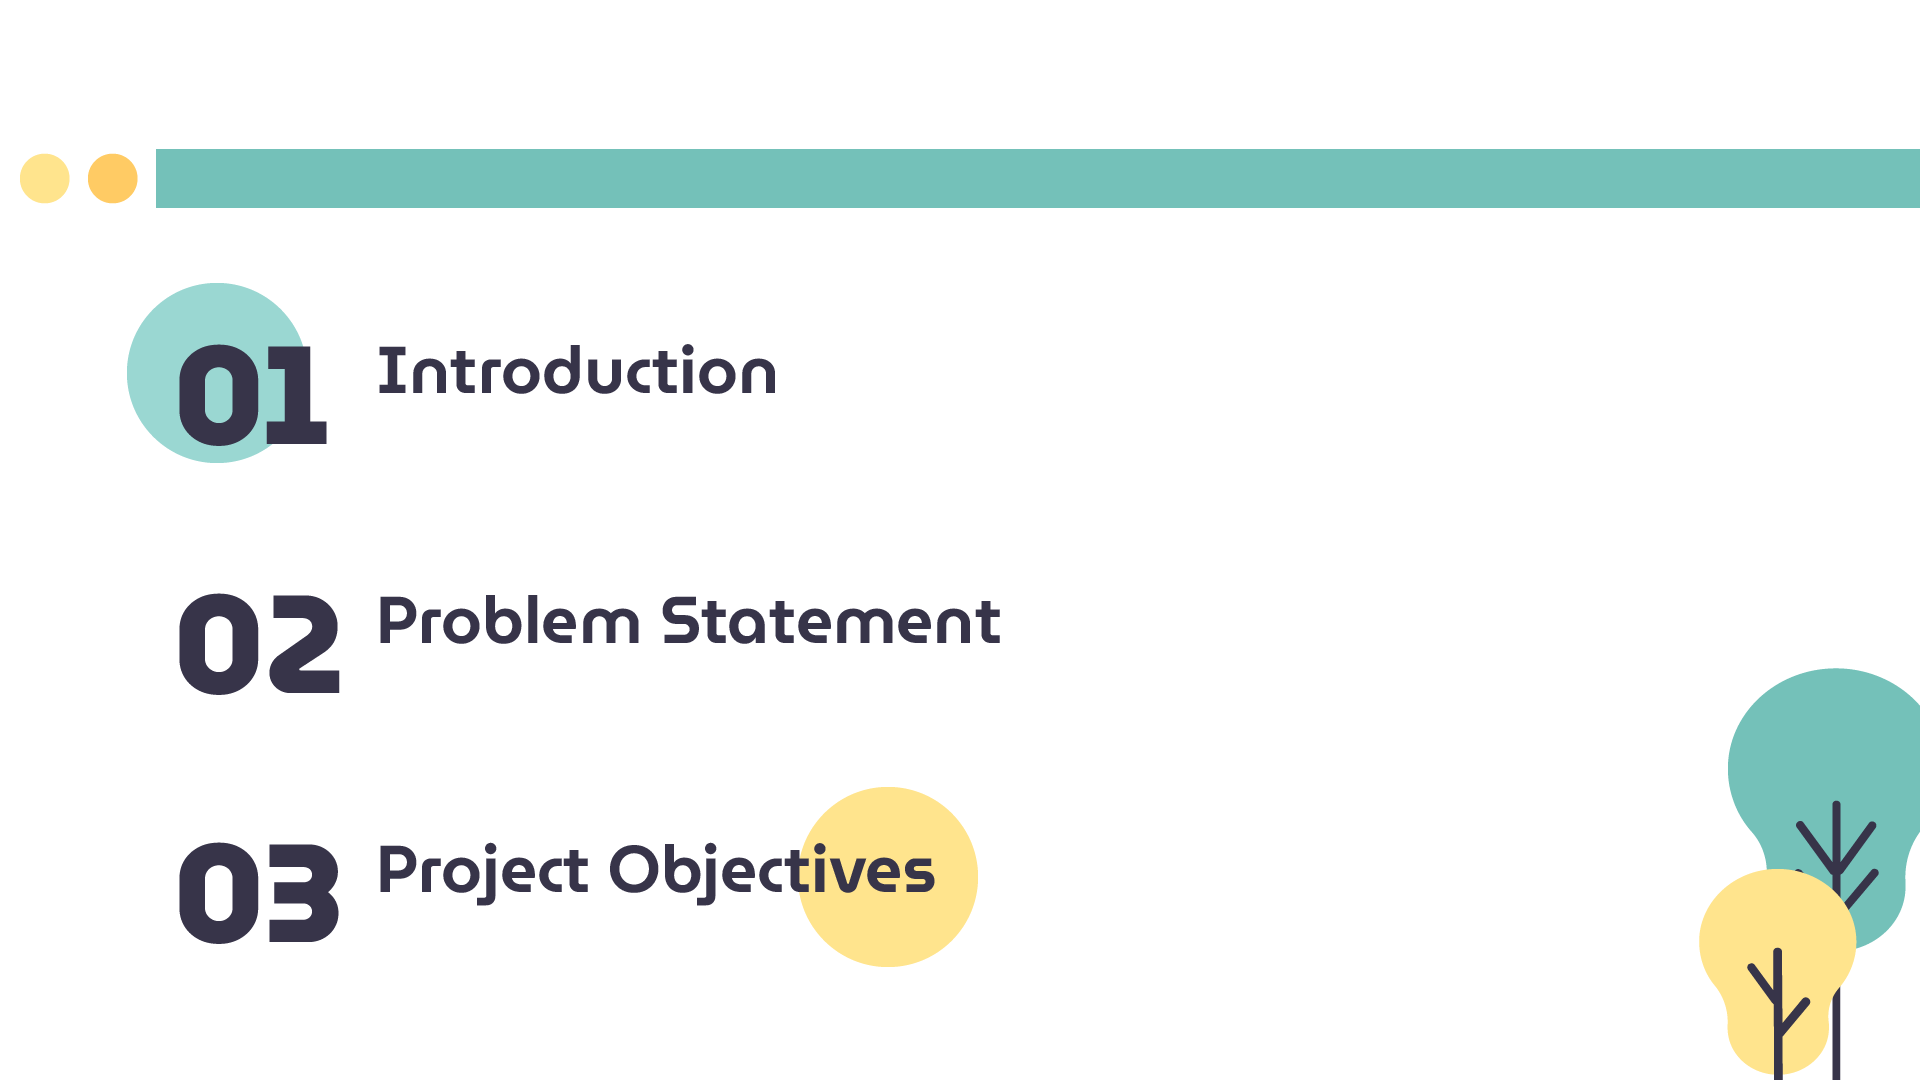 01 Introduction
02 Problem Statement
03 Project Objectives